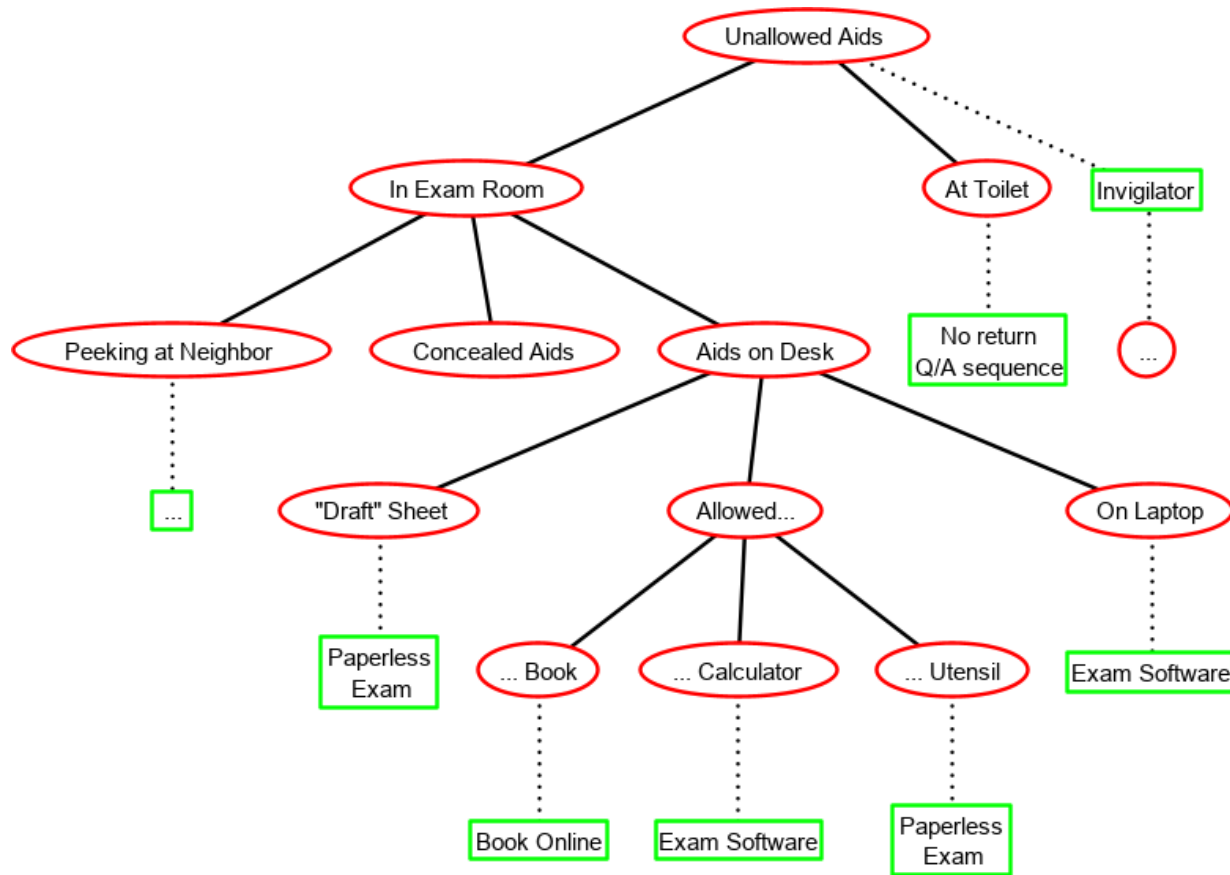 Unallowed Aids
In Exam Room
At Toilet
Invigilator
Peeking at Neighbor
Concealed Aids
Aids on Desk
No return
Q/A sequence
...
"Draft" Sheet
Allowed...
On Laptop
...
Paperless
Exam
... Book
... Calculator
... Utensil
Exam Software
Book Online
Exam Software
Paperless
Exam